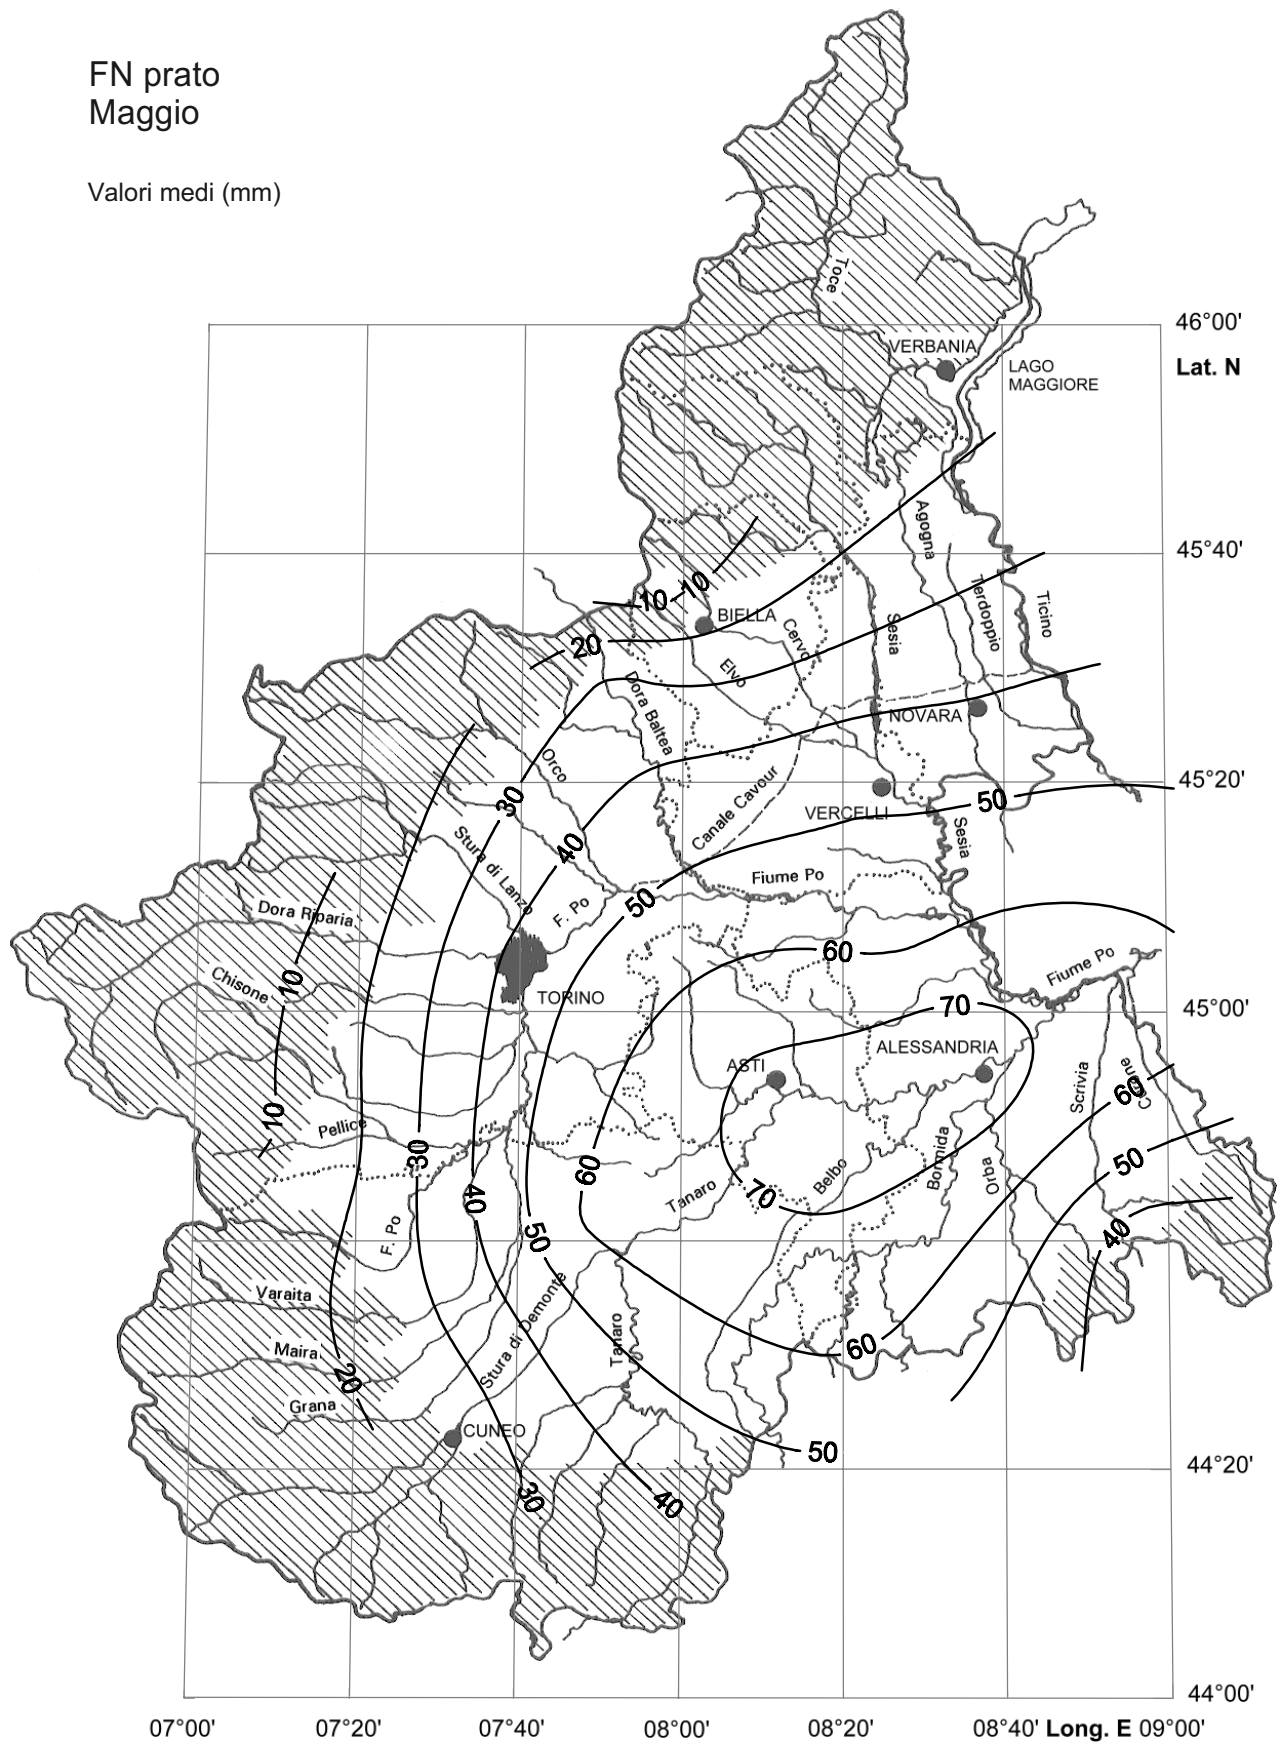 FN prato
Maggio
Valori medi (mm)
Toce
46°00'
VERBANIA
Lat. N
LAGO
MAGGIORE
Agogna
45°40'
10
10
Terdoppio
Ticino
BIELLA
Cervo
Sesia
20
Elvo
Dora Baltea
NOVARA
Orco
45°20'
30
Canale Cavour
50
VERCELLI
Stura di Lanzo
40
Sesia
Fiume Po
50
F. Po
Dora Riparia
60
Fiume Po
Chisone
10
TORINO
70
45°00'
ALESSANDRIA
ASTI
Scrivia
60
10
Pellice
30
50
60
Belbo
Bormida
Orba
40
Tanaro
70
F. Po
50
40
Varaita
Stura di Demonte
Tanaro
60
Maira
20
Grana
CUNEO
50
44°20'
30
40
44°00'
07°00'
07°20'
07°40'
08°00'
08°20'
08°40'
Long. E
09°00'